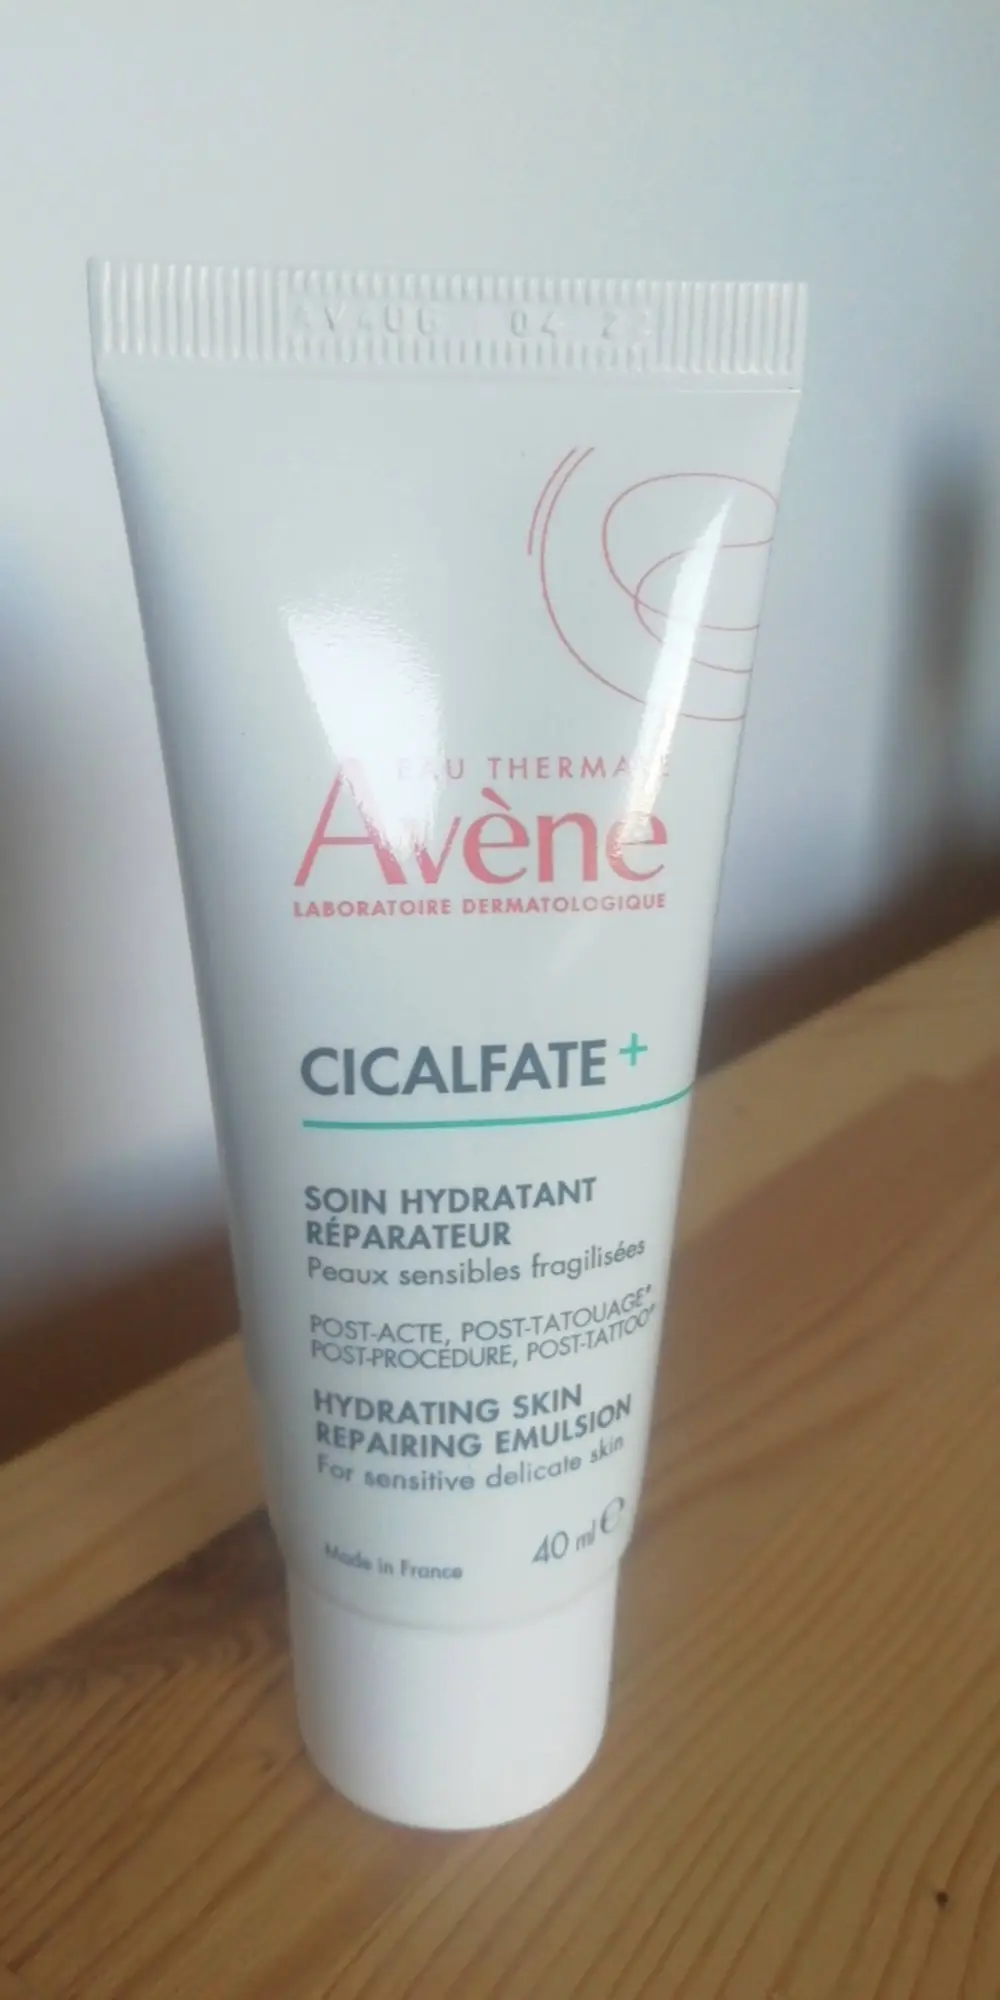 EAU THERMALE
Avène
LABORATOIRE DERMATOLOGIQUE
CICALFATE+
SOIN HYDRATANT
RÉPARATEUR
Peaux sensibles fragilisées
POST-ACTE, POST-TATOUAGE*
POST-PROCEDURE, POST-TATTOO*
HYDRATING SKIN
REPAIRING EMULSION
For sensitive delicate skin
Made in France
40 ml ℮